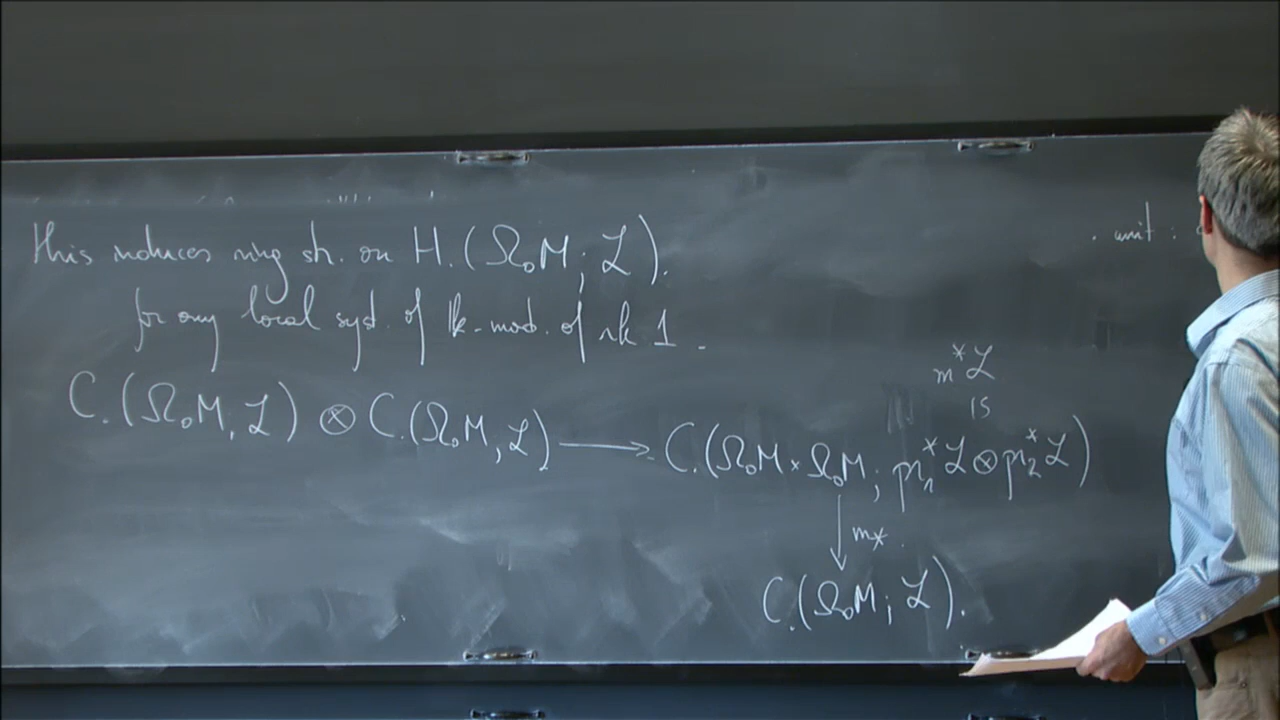 this induces ring str. on H.(Ω₀M; ℒ).
for any local syst. of 𝕜-mod. of rk 1.
. unit :
m*ℒ
IS
C.(Ω₀M, ℒ) ⊗ C.(Ω₀M, ℒ) ⟶ C.(Ω₀M × Ω₀M; pr₁*ℒ ⊗ pr₂*ℒ)
↓ m*.
C.(Ω₀M; ℒ).